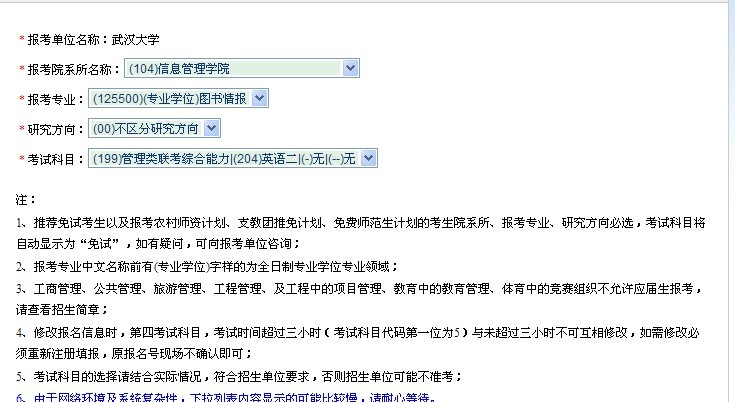 *报考单位名称：武汉大学
*报考院系所名称：(104)信息管理学院
*报考专业：(125500)(专业学位)图书情报
*研究方向：(00)不区分研究方向
*考试科目：(199)管理类联考综合能力|(204)英语二|(-)无|(--)无
注：
1、推荐免试考生以及报考农村师资计划、支教团推免计划、免费师范生计划的考生院系所、报考专业、研究方向必选，考试科目将
自动显示为“免试”，如有疑问，可向报考单位咨询；
2、报考专业中文名称前有(专业学位)字样的为全日制专业学位专业领域；
3、工商管理、公共管理、旅游管理、工程管理、及工程中的项目管理、教育中的教育管理、体育中的竞赛组织不允许应届生报考，
请查看招生简章；
4、修改报名信息时，第四考试科目，考试时间超过三小时（考试科目代码第一位为5）与未超过三小时不可互相修改，如需修改必
须重新注册填报，原报名号现场不确认即可；
5、考试科目的选择请结合实际情况，符合招生单位要求，否则招生单位可能不准考；
6、由于网络环境及系统复杂性，下拉列表内容显示的可能比较慢，请耐心等待。